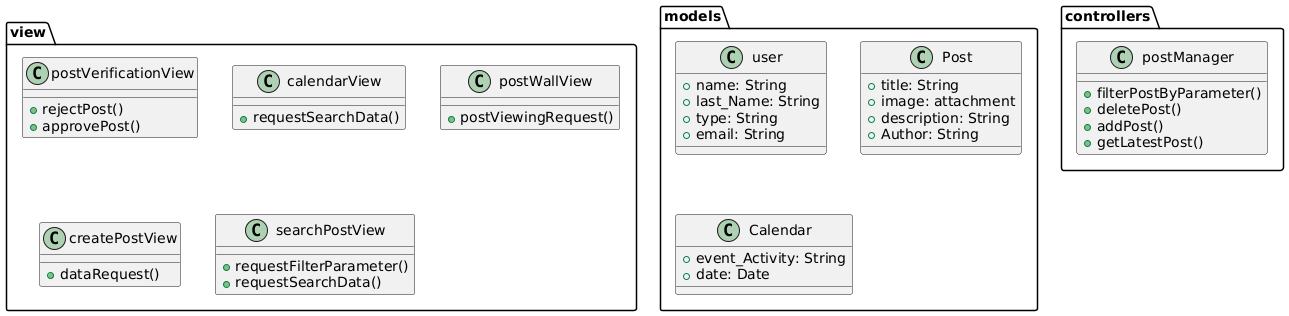 view
C postVerificationView
rejectPost()
approvePost()
C calendarView
requestSearchData()
C postWallView
postViewingRequest()
C createPostView
dataRequest()
C searchPostView
requestFilterParameter()
requestSearchData()
models
C user
name: String
last_Name: String
type: String
email: String
C Post
title: String
image: attachment
description: String
Author: String
C Calendar
event_Activity: String
date: Date
controllers
C postManager
filterPostByParameter()
deletePost()
addPost()
getLatestPost()